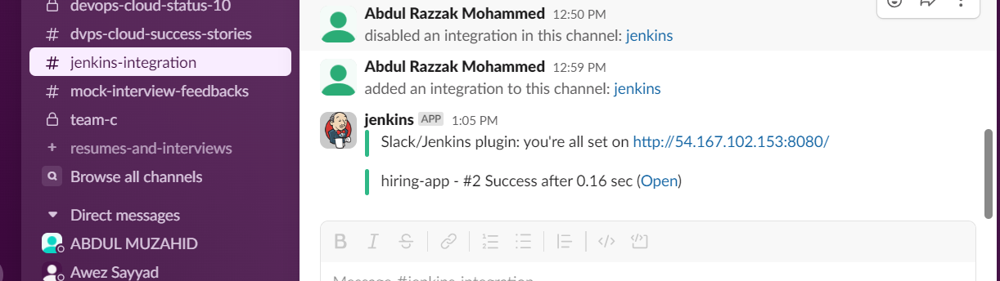 devops-cloud-status-10
# dvps-cloud-success-stories
# jenkins-integration
# mock-interview-feedbacks
team-c
+ resumes-and-interviews
Browse all channels
Direct messages
ABDUL MUZAHID
Awez Sayyad
Abdul Razzak Mohammed 12:50 PM
disabled an integration in this channel: jenkins
Abdul Razzak Mohammed 12:59 PM
added an integration to this channel: jenkins
jenkins APP 1:05 PM
Slack/Jenkins plugin: you're all set on http://54.167.102.153:8080/
hiring-app - #2 Success after 0.16 sec (Open)
Message #jenkins-integration